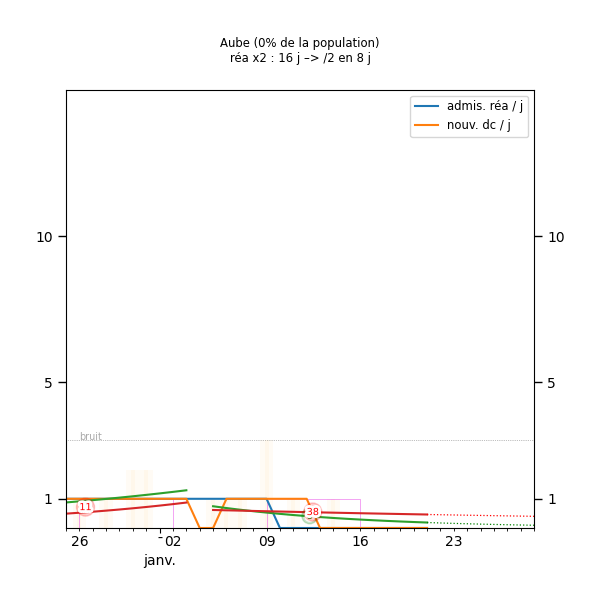 Aube (0% de la population)
réa x2 : 16 j –> /2 en 8 j
admis. réa / j
nouv. dc / j
10
10
5
5
bruit
1
1
11
38
26
02
09
16
23
janv.